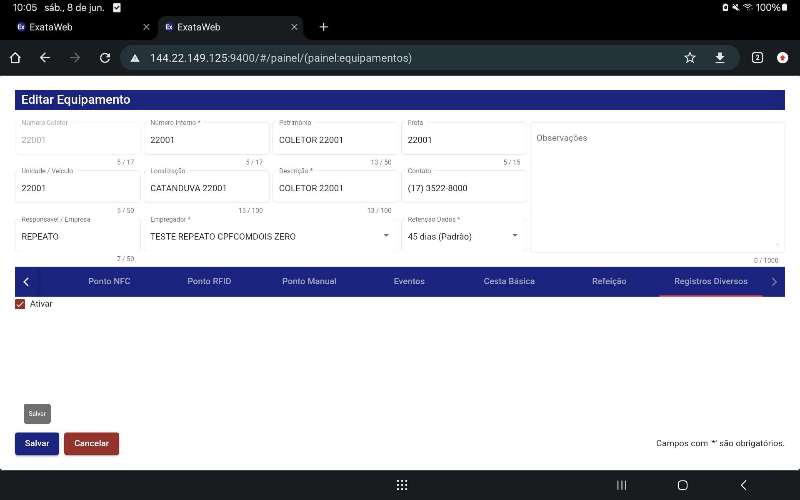 10:05 sáb., 8 de jun. 100%
ExataWeb ExataWeb
144.22.149.125:9400/#/painel/(painel:equipamentos) 2
Editar Equipamento
Número Coletor Número Interno * Patrimônio Frota
22001 22001 COLETOR 22001 22001 Observações
5 / 17 5 / 17 13 / 50 5 / 15
Unidade / Veículo Localização Descrição * Contato
22001 CATANDUVA 22001 COLETOR 22001 (17) 3522-8000
5 / 50 15 / 100 13 / 100
Responsável / Empresa Empregador * Retenção Dados *
REPEATO TESTE REPEATO CPFCOMDOIS ZERO 45 dias (Padrão)
7 / 50 0 / 1000
Ponto NFC Ponto RFID Ponto Manual Eventos Cesta Básica Refeição Registros Diversos
Ativar
Salvar
Salvar Cancelar Campos com '*' são obrigatórios.